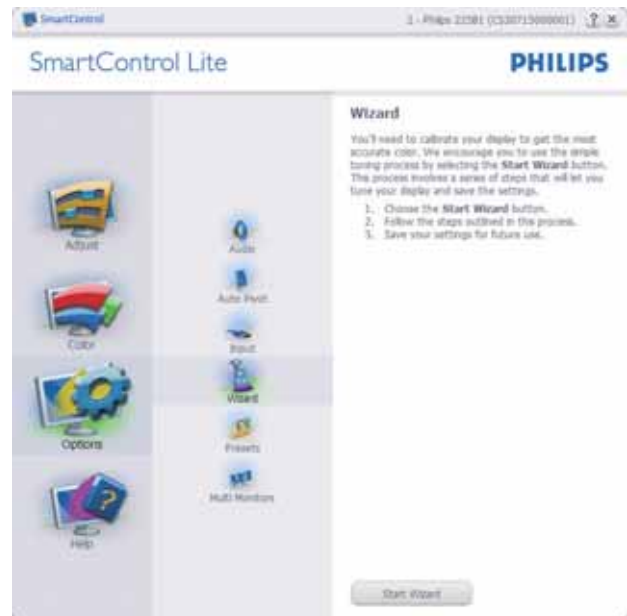 SmartControl
SmartControl Lite
PHILIPS
Adjust
Color
Options
Help
Audio
Auto Pivot
Input
Wizard
Presets
Multi Monitors
Wizard
You'll need to calibrate your display to get the most
accurate color. We encourage you to use the simple
tuning process by selecting the Start Wizard button.
This process involves a series of steps that will let you
tune your display and save the settings.
1. Choose the Start Wizard button.
2. Follow the steps outlined in this process.
3. Save your settings for future use.
Start Wizard